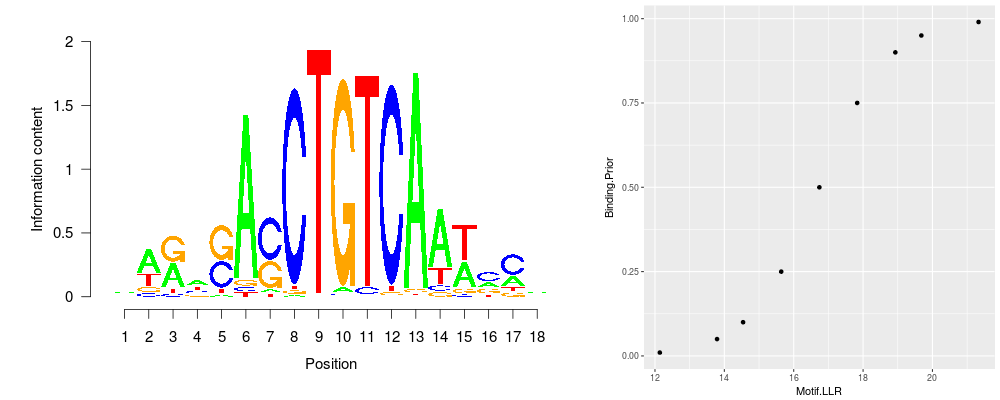 2
1.5
1
0.5
0
Information content
1 2 3 4 5 6 7 8 9 10 11 12 13 14 15 16 17 18
Position
A G A G A C C T G T C A A T C C
T A C G T A A
1.00
0.75
0.50
0.25
0.00
Binding.Prior
12 14 16 18 20
Motif.LLR